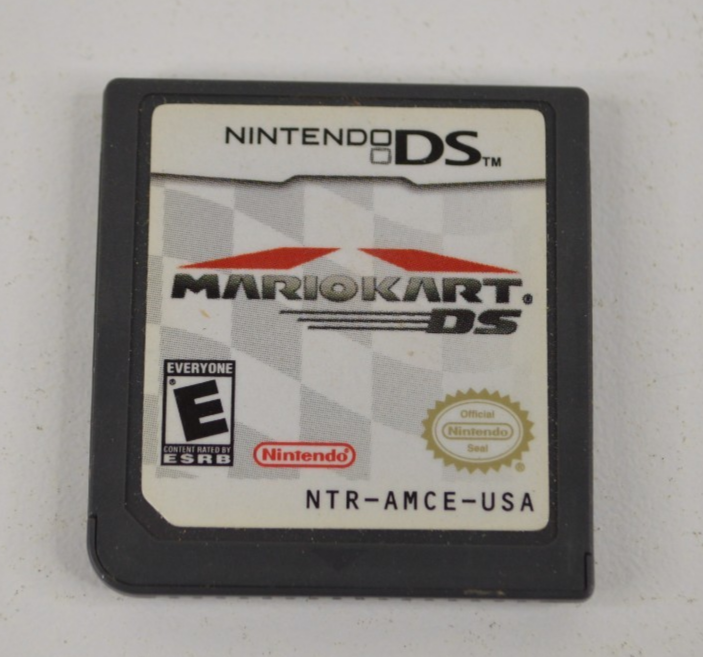 NINTENDO DS™
MARIOKART®
DS
EVERYONE
E
CONTENT RATED BY
ESRB
Nintendo®
Official
Nintendo
Seal
®
NTR-AMCE-USA